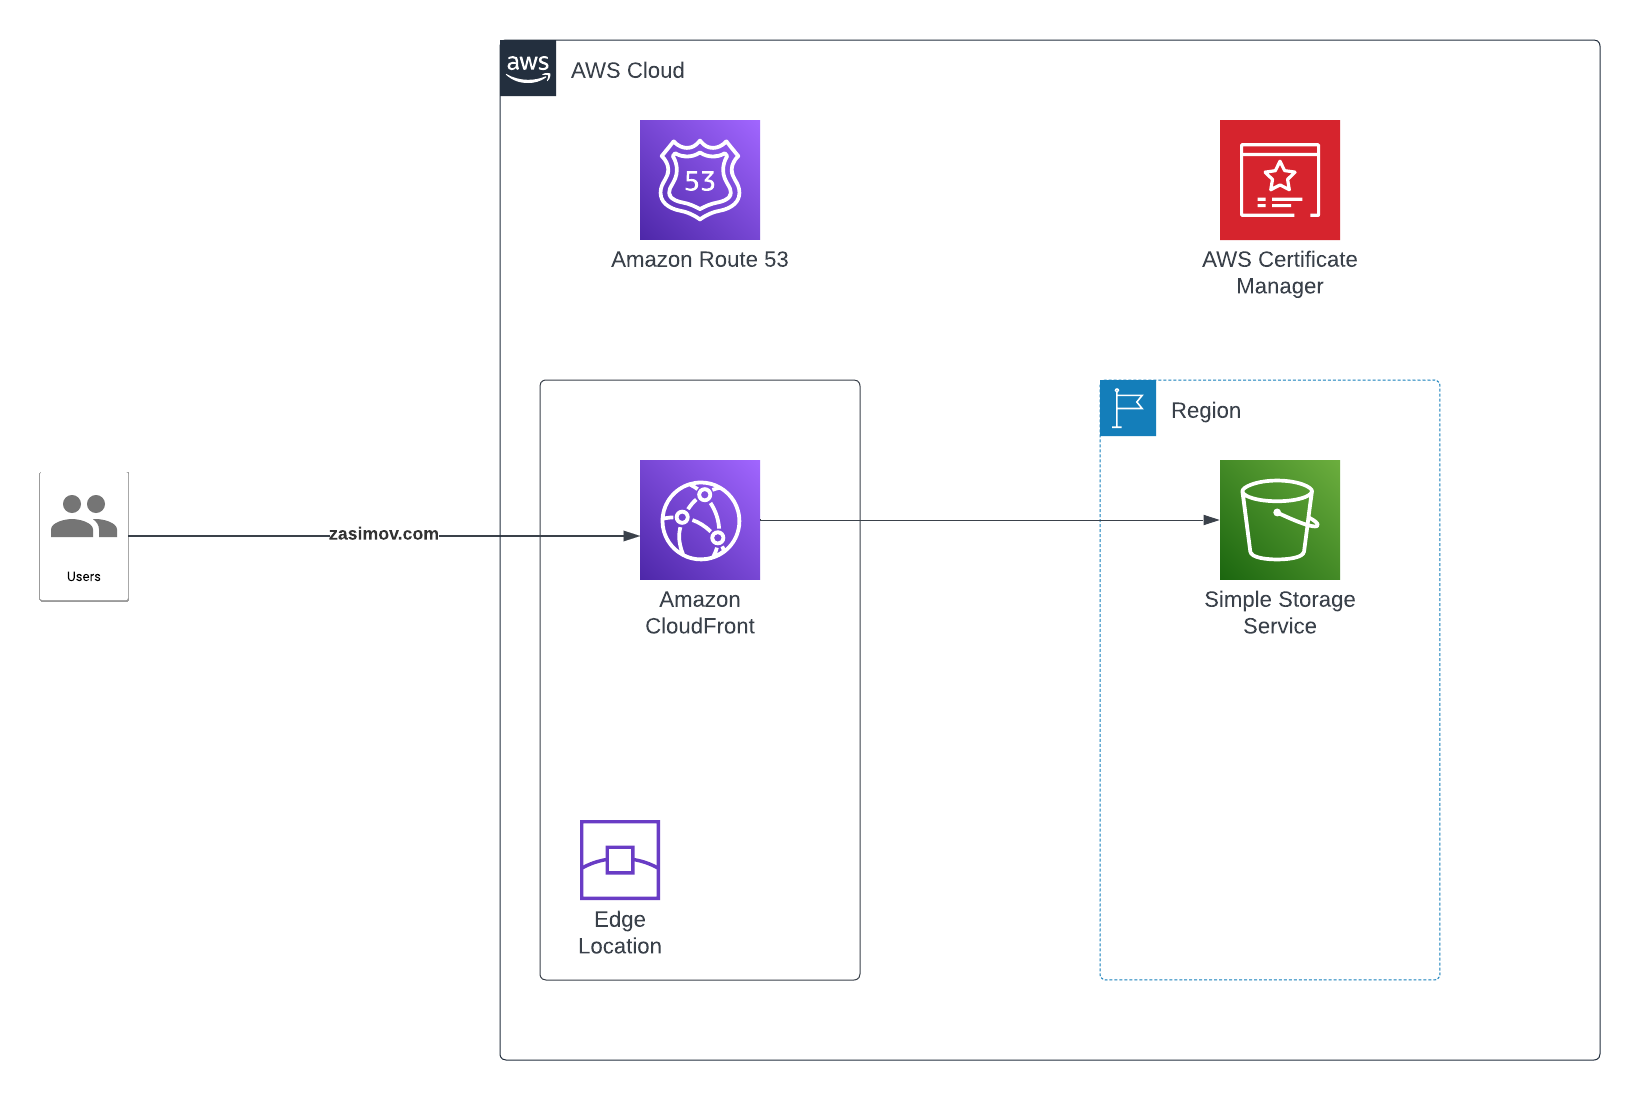 aws
AWS Cloud
53
Amazon Route 53
AWS Certificate
Manager
Region
zasimov.com
Users
Amazon
CloudFront
Simple Storage
Service
Edge
Location